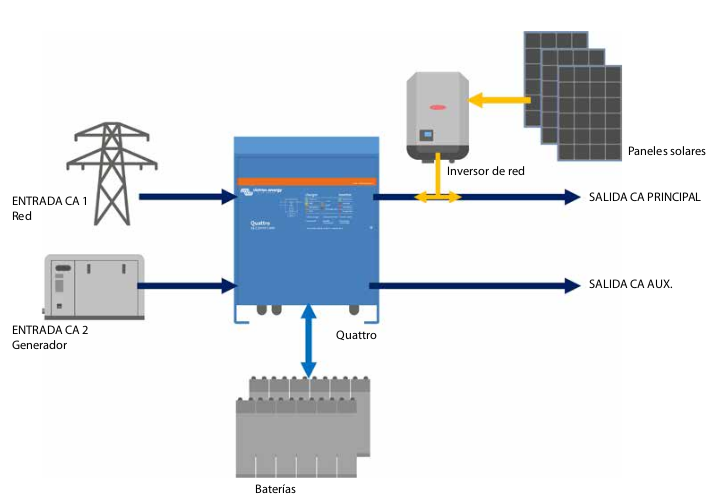 Paneles solares
Inversor de red
ENTRADA CA 1
Red
SALIDA CA PRINCIPAL
victron energy
Quattro
SALIDA CA AUX.
ENTRADA CA 2
Generador
Quattro
Baterías